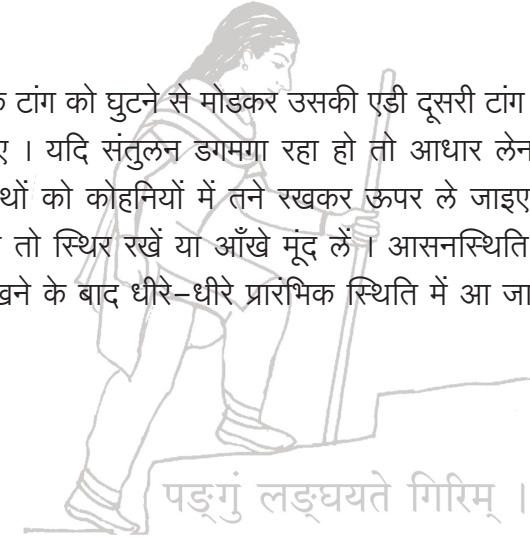 क टांग को घुटने से मोडकर उसकी एडी दूसरी टांग
ए । यदि संतुलन डगमगा रहा हो तो आधार लेन
थों को कोहनियों में तने रखकर ऊपर ले जाइए
तो स्थिर रखें या आँखे मूंद लें । आसनस्थिति
खने के बाद धीरे–धीरे प्रारंभिक स्थिति में आ जा
पङ्गुं लङ्घयते गिरिम् ।